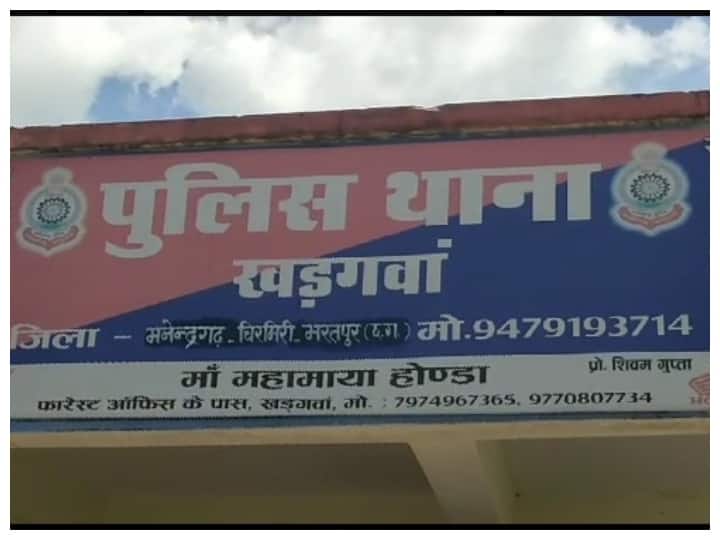 पुलिस थाना
खड़गवां
जिला - मनेन्द्रगढ़-चिरमिरी-भरतपुर (छ.ग.) मो.9479193714
माँ महामाया होण्डा
प्रो. शिवम गुप्ता
फारेस्ट ऑफिस के पास, खड़गवां, मो. : 7974967365, 9770807734